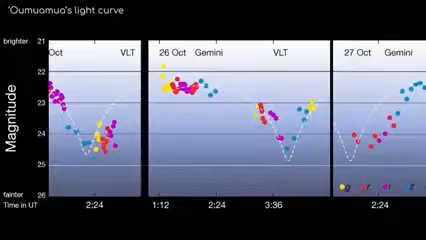 'Oumuamua's light curve
brighter 21
Oct VLT 26 Oct Gemini VLT 27 Oct Gemini
22
23
Magnitude
24
25
g r i z
fainter 26
Time in UT 2:24 1:12 2:24 3:36 2:24